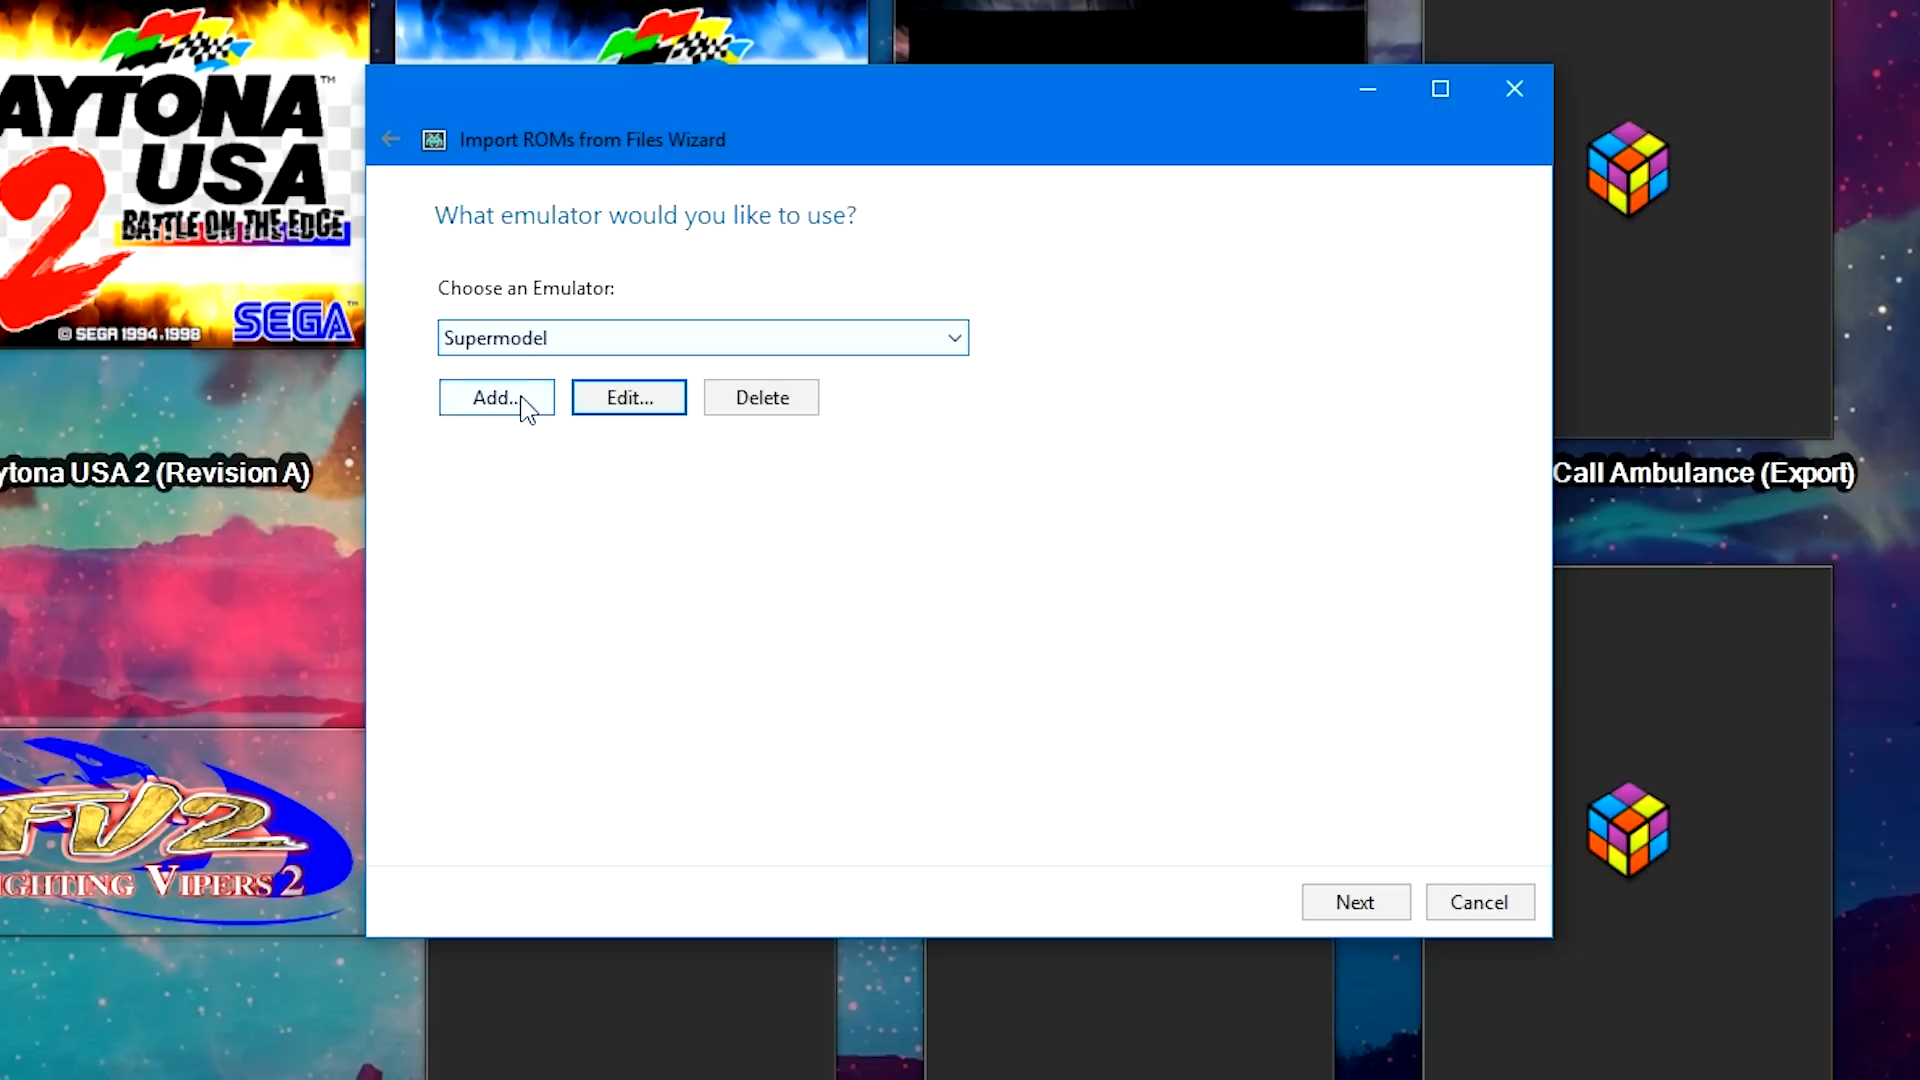 AYTONA™
USA
2
BATTLE ON THE EDGE
© SEGA 1994,1998
SEGA™
Import ROMs from Files Wizard
What emulator would you like to use?
Choose an Emulator:
Supermodel
Add...
Edit...
Delete
ytona USA 2 (Revision A)
Call Ambulance (Export)
FV2
IGHTING VIPERS 2
Next
Cancel